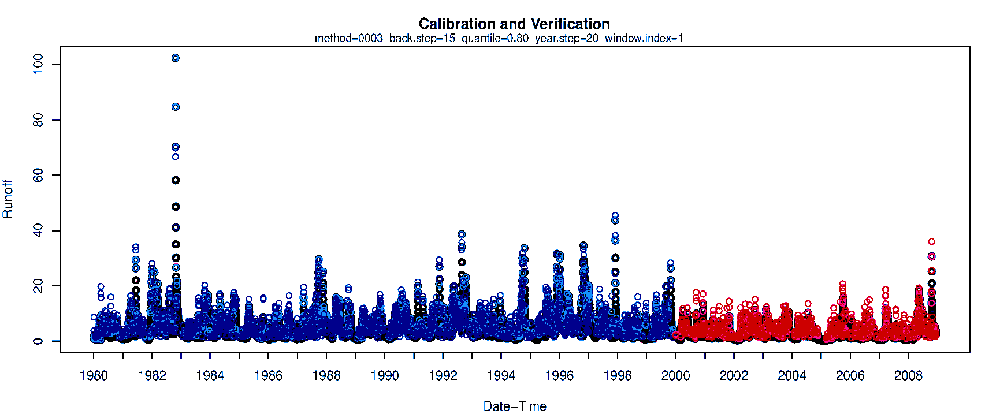 Calibration and Verification
method=0003 back.step=15 quantile=0.80 year.step=20 window.index=1
100
80
60
40
20
0
Runoff
1980 1982 1984 1986 1988 1990 1992 1994 1996 1998 2000 2002 2004 2006 2008
Date−Time